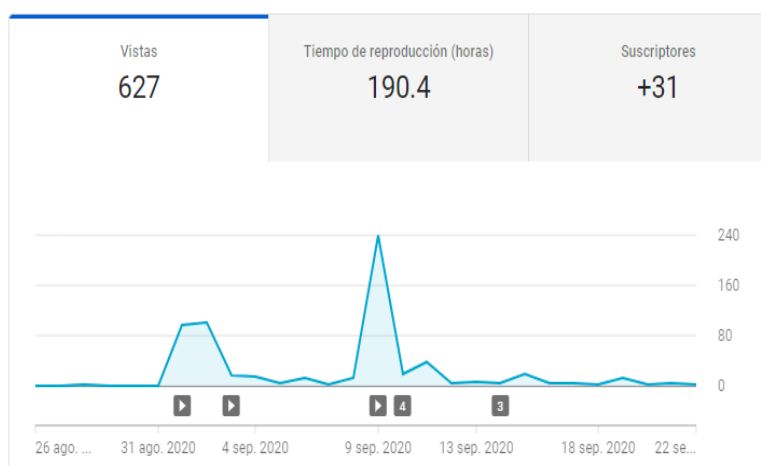 Vistas
627
Tiempo de reproducción (horas)
190.4
Suscriptores
+31
240
160
80
0
4
3
26 ago. ...
31 ago. 2020
4 sep. 2020
9 sep. 2020
13 sep. 2020
18 sep. 2020
22 se...